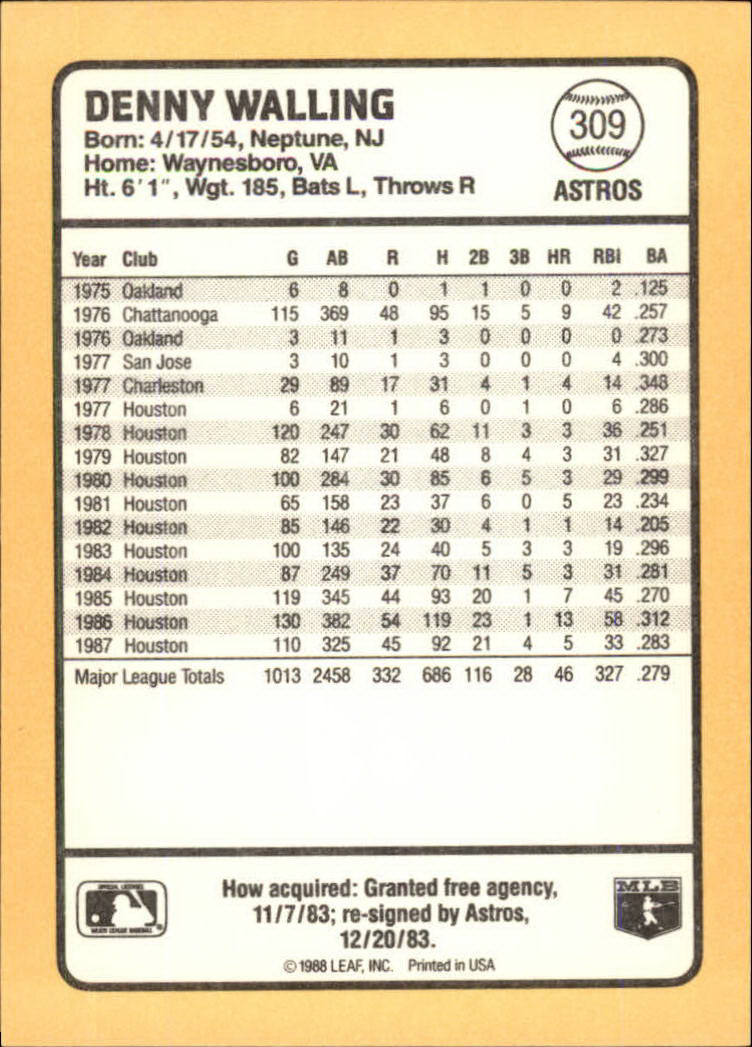 DENNY WALLING
Born: 4/17/54, Neptune, NJ
Home: Waynesboro, VA
Ht. 6'1", Wgt. 185, Bats L, Throws R
309
ASTROS
Year Club G AB R H 2B 3B HR RBI BA
1975 Oakland 6 8 0 1 1 0 0 2 .125
1976 Chattanooga 115 369 48 95 15 5 9 42 .257
1976 Oakland 3 11 1 3 0 0 0 0 .273
1977 San Jose 3 10 1 3 0 0 0 4 .300
1977 Charleston 29 89 17 31 4 1 4 14 .348
1977 Houston 6 21 1 6 0 1 0 6 .286
1978 Houston 120 247 30 62 11 3 3 36 .251
1979 Houston 82 147 21 48 8 4 3 31 .327
1980 Houston 100 284 30 85 6 5 3 29 .299
1981 Houston 65 158 23 37 6 0 5 23 .234
1982 Houston 85 146 22 30 4 1 1 14 .205
1983 Houston 100 135 24 40 5 3 3 19 .296
1984 Houston 87 249 37 70 11 5 3 31 .281
1985 Houston 119 345 44 93 20 1 7 45 .270
1986 Houston 130 382 54 119 23 1 13 58 .312
1987 Houston 110 325 45 92 21 4 5 33 .283
Major League Totals 1013 2458 332 686 116 28 46 327 .279
How acquired: Granted free agency,
11/7/83; re-signed by Astros,
12/20/83.
© 1988 LEAF, INC. Printed in USA
OFFICIAL LICENSEE
MAJOR LEAGUE BASEBALL
MLB